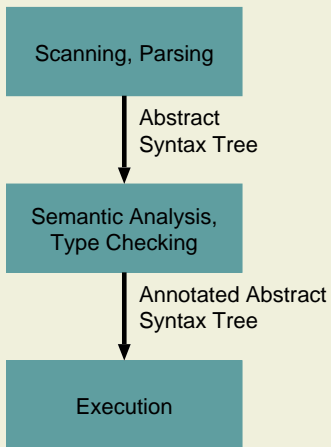 Scanning, Parsing
Abstract
Syntax Tree
Semantic Analysis,
Type Checking
Annotated Abstract
Syntax Tree
Execution